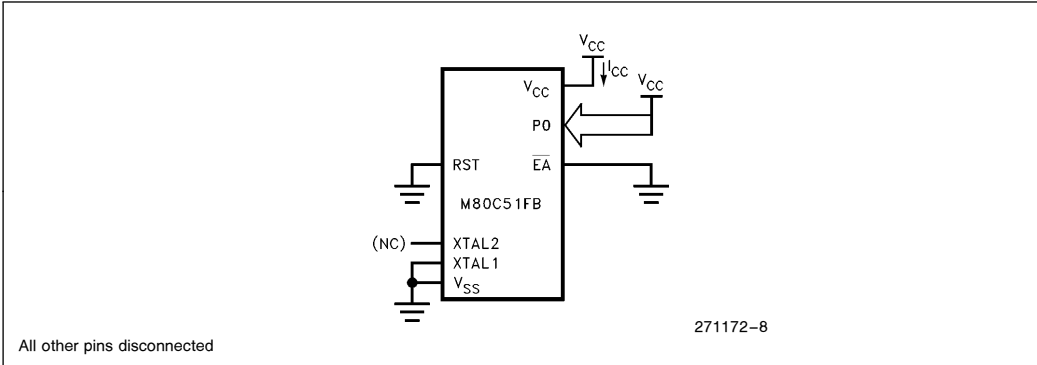 VCC
ICC
VCC
VCC
P0
RST
EA
M80C51FB
(NC)
XTAL2
XTAL1
VSS
271172–8
All other pins disconnected